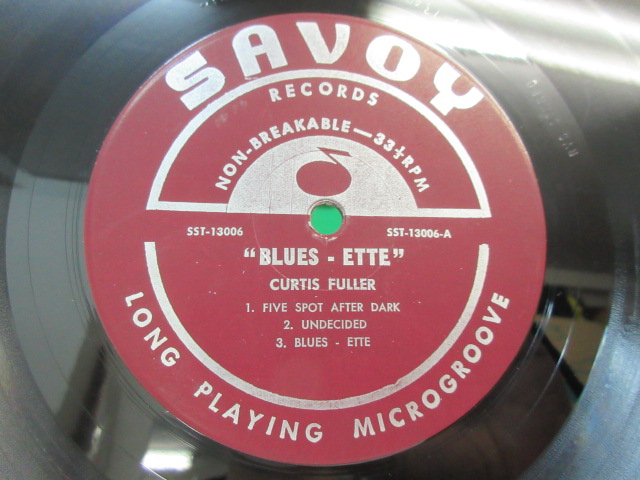 SAVOY
RECORDS
NON-BREAKABLE—33⅓RPM
SST-13006 SST-13006-A
"BLUES - ETTE"
CURTIS FULLER
1. FIVE SPOT AFTER DARK
2. UNDECIDED
3. BLUES - ETTE
LONG PLAYING MICROGROOVE